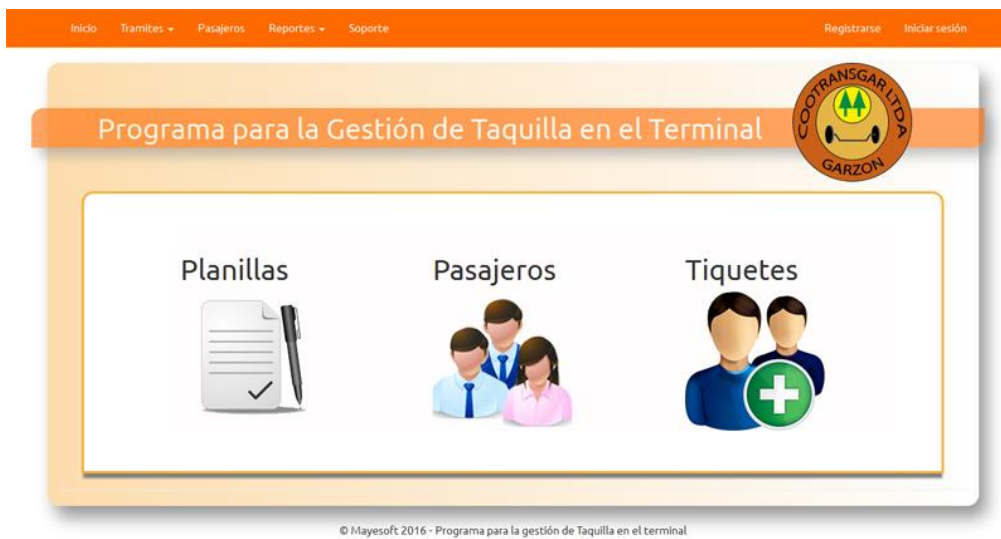 Inicio Tramites Pasajeros Reportes Soporte Registrarse Iniciar sesión
COOTRANSGAR LTDA
Programa para la Gestión de Taquilla en el Terminal
GARZON
Planillas Pasajeros Tiquetes
© Mayesoft 2016 - Programa para la gestión de Taquilla en el terminal